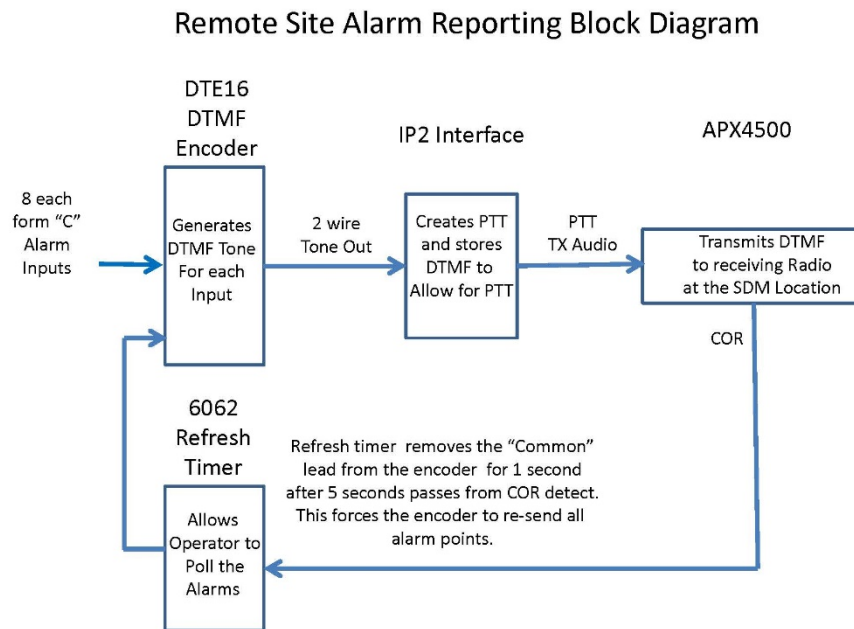 Remote Site Alarm Reporting Block Diagram
DTE16
DTMF
Encoder
IP2 Interface
APX4500
8 each
form “C”
Alarm
Inputs
Generates
DTMF Tone
For each
Input
2 wire
Tone Out
Creates PTT
and stores
DTMF to
Allow for PTT
PTT
TX Audio
Transmits DTMF
to receiving Radio
at the SDM Location
COR
6062
Refresh
Timer
Refresh timer removes the “Common”
lead from the encoder for 1 second
after 5 seconds passes from COR detect.
This forces the encoder to re-send all
alarm points.
Allows
Operator to
Poll the
Alarms